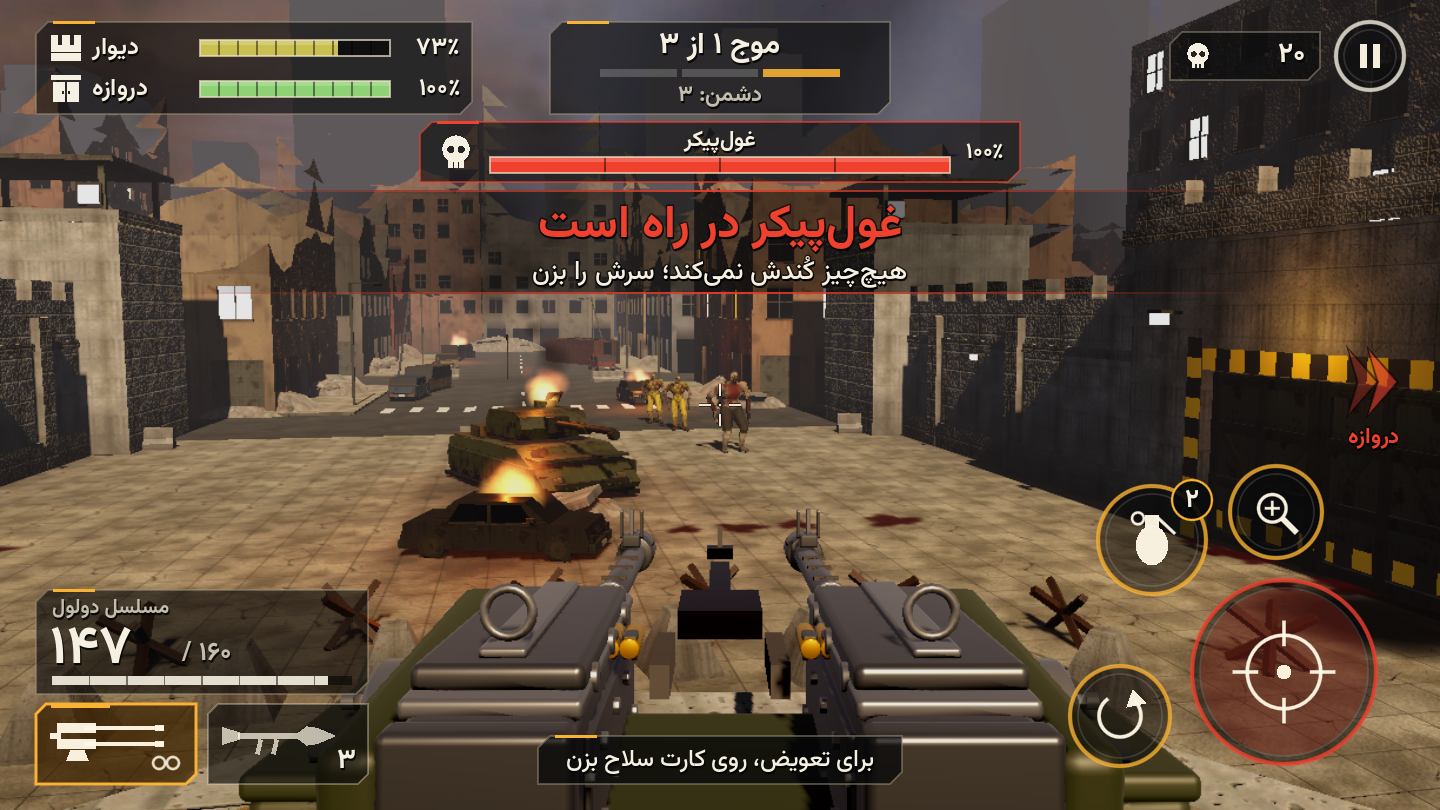 دیوار ۷۳٪
دروازه ۱۰۰٪
موج ۱ از ۳
دشمن: ۳
۲۰
غول‌پیکر ۱۰۰٪
غول‌پیکر در راه است
هیچ‌چیز کُندش نمی‌کند؛ سرش را بزن
دروازه
۲
مسلسل دولول
۱۴۷ / ۱۶۰
∞
۳
برای تعویض، روی کارت سلاح بزن